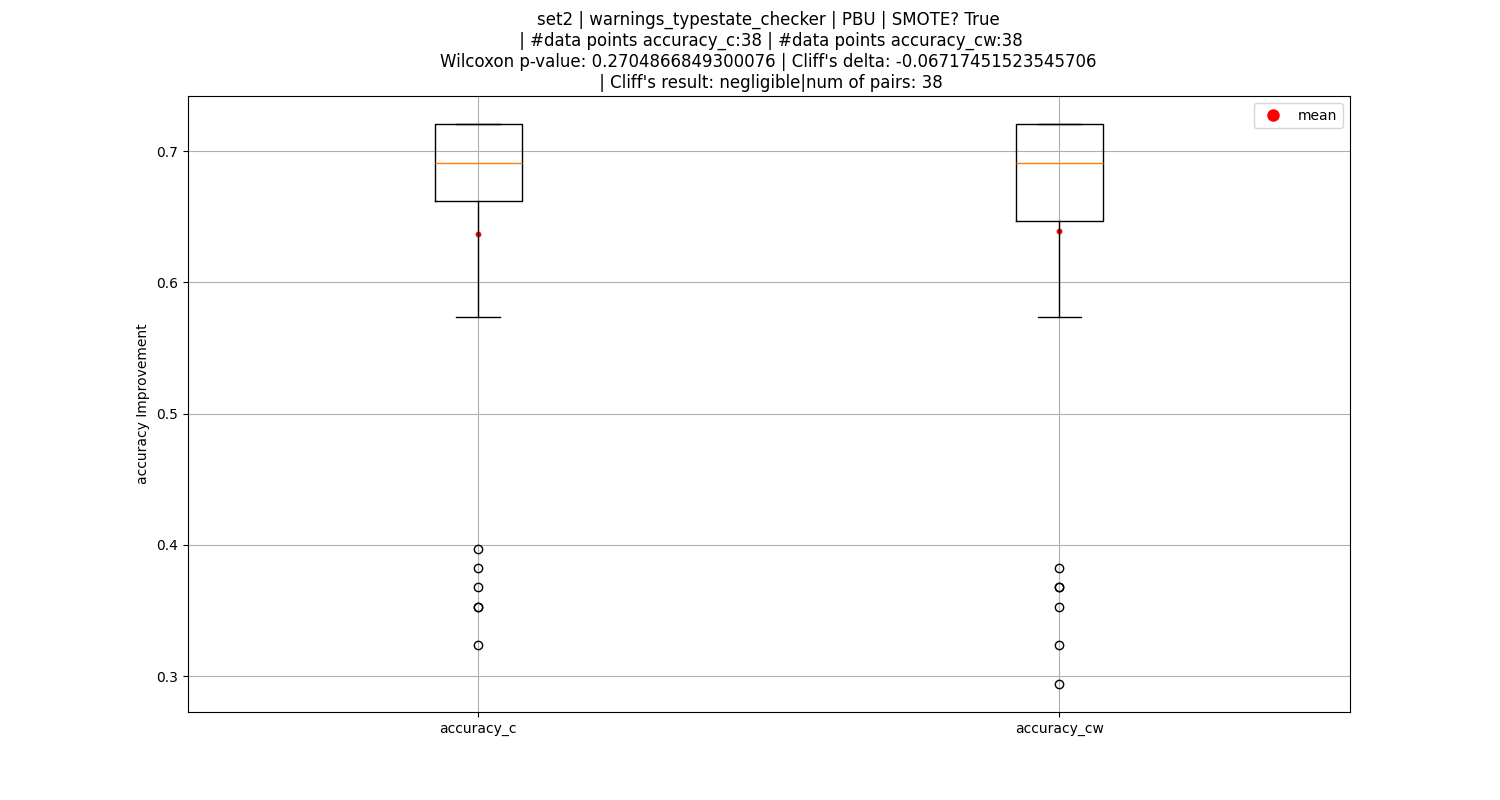 set2 | warnings_typestate_checker | PBU | SMOTE? True
| #data points accuracy_c:38 | #data points accuracy_cw:38
Wilcoxon p-value: 0.2704866849300076 | Cliff's delta: -0.06717451523545706
| Cliff's result: negligible|num of pairs: 38
mean
0.7
0.6
0.5
0.4
0.3
accuracy Improvement
accuracy_c
accuracy_cw